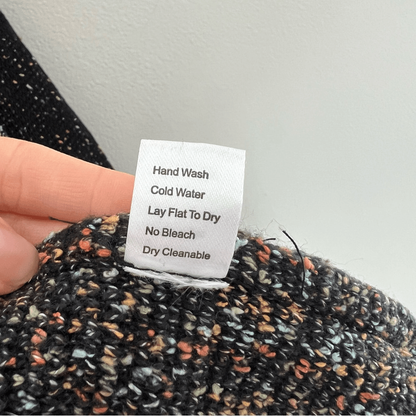 Hand Wash
Cold Water
Lay Flat To Dry
No Bleach
Dry Cleanable